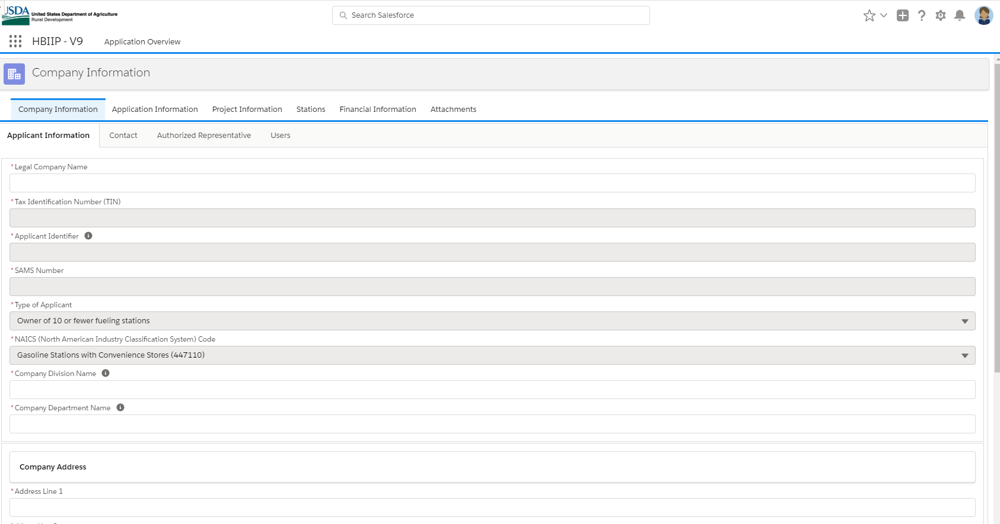 USDA United States Department of Agriculture
Rural Development
Search Salesforce
HBIIP - V9 Application Overview
Company Information
Company Information Application Information Project Information Stations Financial Information Attachments
Applicant Information Contact Authorized Representative Users
*Legal Company Name
*Tax Identification Number (TIN)
*Applicant Identifier
*SAMS Number
*Type of Applicant
Owner of 10 or fewer fueling stations
*NAICS (North American Industry Classification System) Code
Gasoline Stations with Convenience Stores (447110)
*Company Division Name
*Company Department Name
Company Address
*Address Line 1